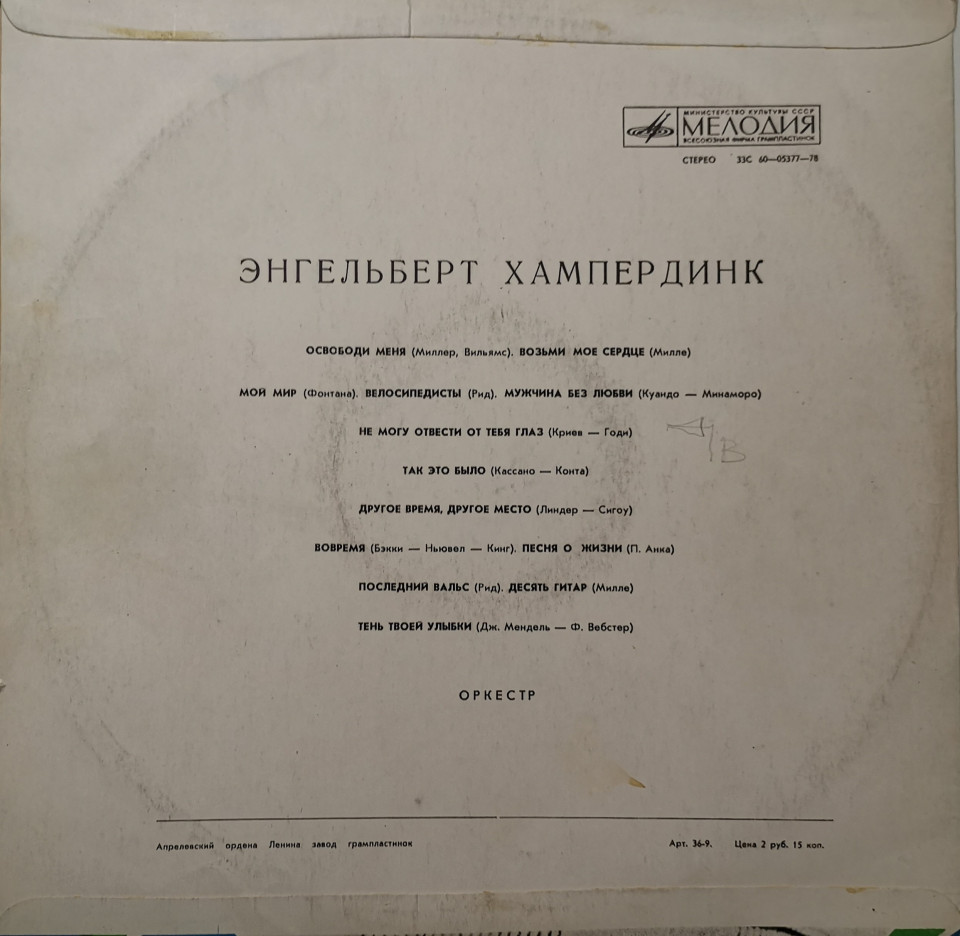 МИНИСТЕРСТВО КУЛЬТУРЫ СССР
МЕЛОДИЯ
ВСЕСОЮЗНАЯ ФИРМА ГРАМПЛАСТИНОК
СТЕРЕО 33С 60—05377—78
ЭНГЕЛЬБЕРТ ХАМПЕРДИНК
ОСВОБОДИ МЕНЯ (Миллер, Вильямс). ВОЗЬМИ МОЕ СЕРДЦЕ (Милле)
МОЙ МИР (Фонтана). ВЕЛОСИПЕДИСТЫ (Рид). МУЖЧИНА БЕЗ ЛЮБВИ (Куандо — Минаморо)
НЕ МОГУ ОТВЕСТИ ОТ ТЕБЯ ГЛАЗ (Криев — Годи)
ТАК ЭТО БЫЛО (Кассано — Конта)
ДРУГОЕ ВРЕМЯ, ДРУГОЕ МЕСТО (Линдер — Сигоу)
ВОВРЕМЯ (Бэкки — Ньювел — Кинг). ПЕСНЯ О ЖИЗНИ (П. Анка)
ПОСЛЕДНИЙ ВАЛЬС (Рид). ДЕСЯТЬ ГИТАР (Милле)
ТЕНЬ ТВОЕЙ УЛЫБКИ (Дж. Мендель — Ф. Вебстер)
ОРКЕСТР
Апрелевский ордена Ленина завод грампластинок
Арт. 36-9. Цена 2 руб. 15 коп.